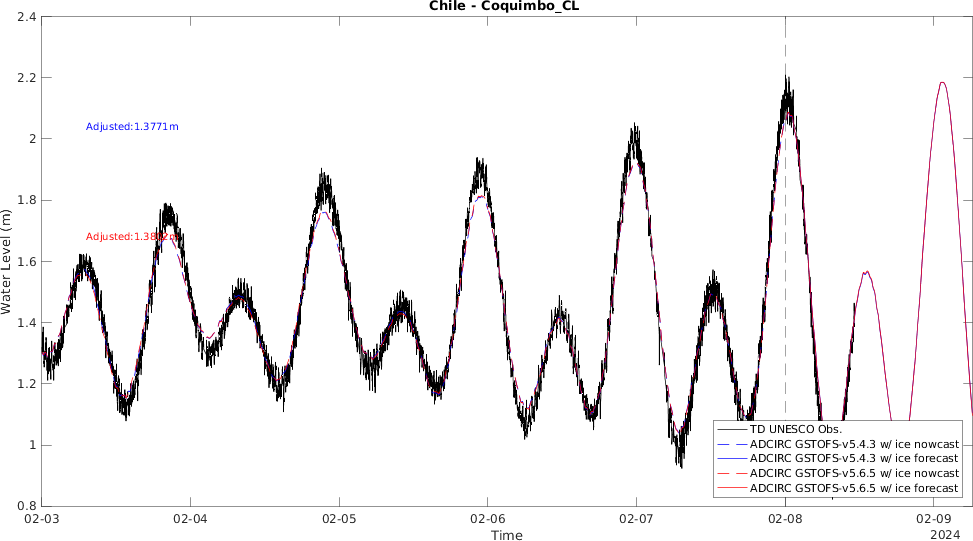 Chile - Coquimbo_CL
2.4
2.2
2
1.8
1.6
1.4
1.2
1
0.8
Water Level (m)
Adjusted:1.3771m
TD UNESCO Obs.
ADCIRC GSTOFS-v5.4.3 w/ ice nowcast
ADCIRC GSTOFS-v5.4.3 w/ ice forecast
ADCIRC GSTOFS-v5.6.5 w/ ice nowcast
ADCIRC GSTOFS-v5.6.5 w/ ice forecast
02-03 02-04 02-05 02-06 02-07 02-08 02-09
Time
2024